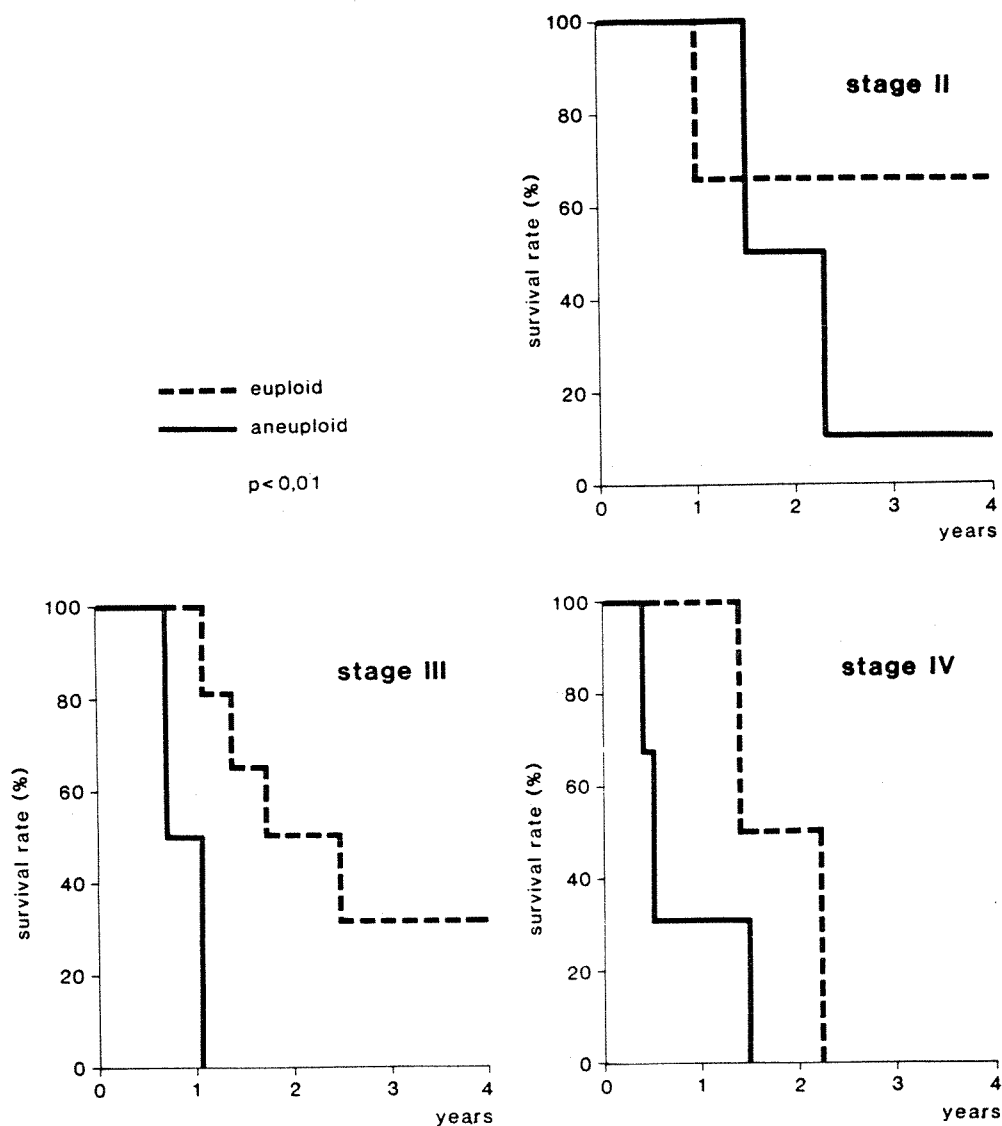 stage II
survival rate (%)
100
80
60
40
20
0
0 1 2 3 4
years
euploid
aneuploid
p< 0,01
stage III
survival rate (%)
100
80
60
40
20
0
0 1 2 3 4
years
stage IV
survival rate (%)
100
80
60
40
20
0
0 1 2 3 4
years